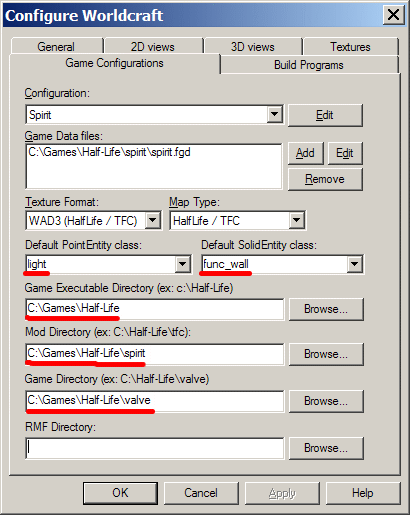 Configure Worldcraft
General 2D views 3D views Textures
Game Configurations Build Programs
Configuration:
Spirit Edit
Game Data files:
C:\Games\Half-Life\spirit\spirit.fgd
Add Edit
Remove
Texture Format: Map Type:
WAD3 (HalfLife / TFC) HalfLife / TFC
Default PointEntity class: Default SolidEntity class:
light func_wall
Game Executable Directory (ex: c:\Half-Life)
C:\Games\Half-Life Browse...
Mod Directory (ex: C:\Half-Life\tfc):
C:\Games\Half-Life\spirit Browse...
Game Directory (ex: C:\Half-Life\valve)
C:\Games\Half-Life\valve Browse...
RMF Directory:
Browse...
OK Cancel Apply Help